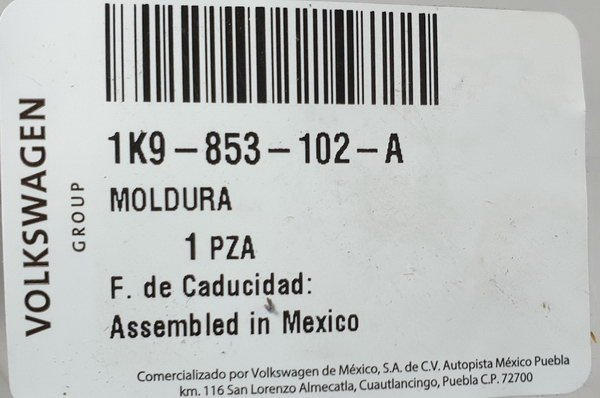 VOLKSWAGEN
GROUP
1K9-853-102-A
MOLDURA
1 PZA
F. de Caducidad:
Assembled in Mexico
Comercializado por Volkswagen de México, S.A. de C.V. Autopista México Puebla
km. 116 San Lorenzo Almecatla, Cuautlancingo, Puebla C.P. 72700